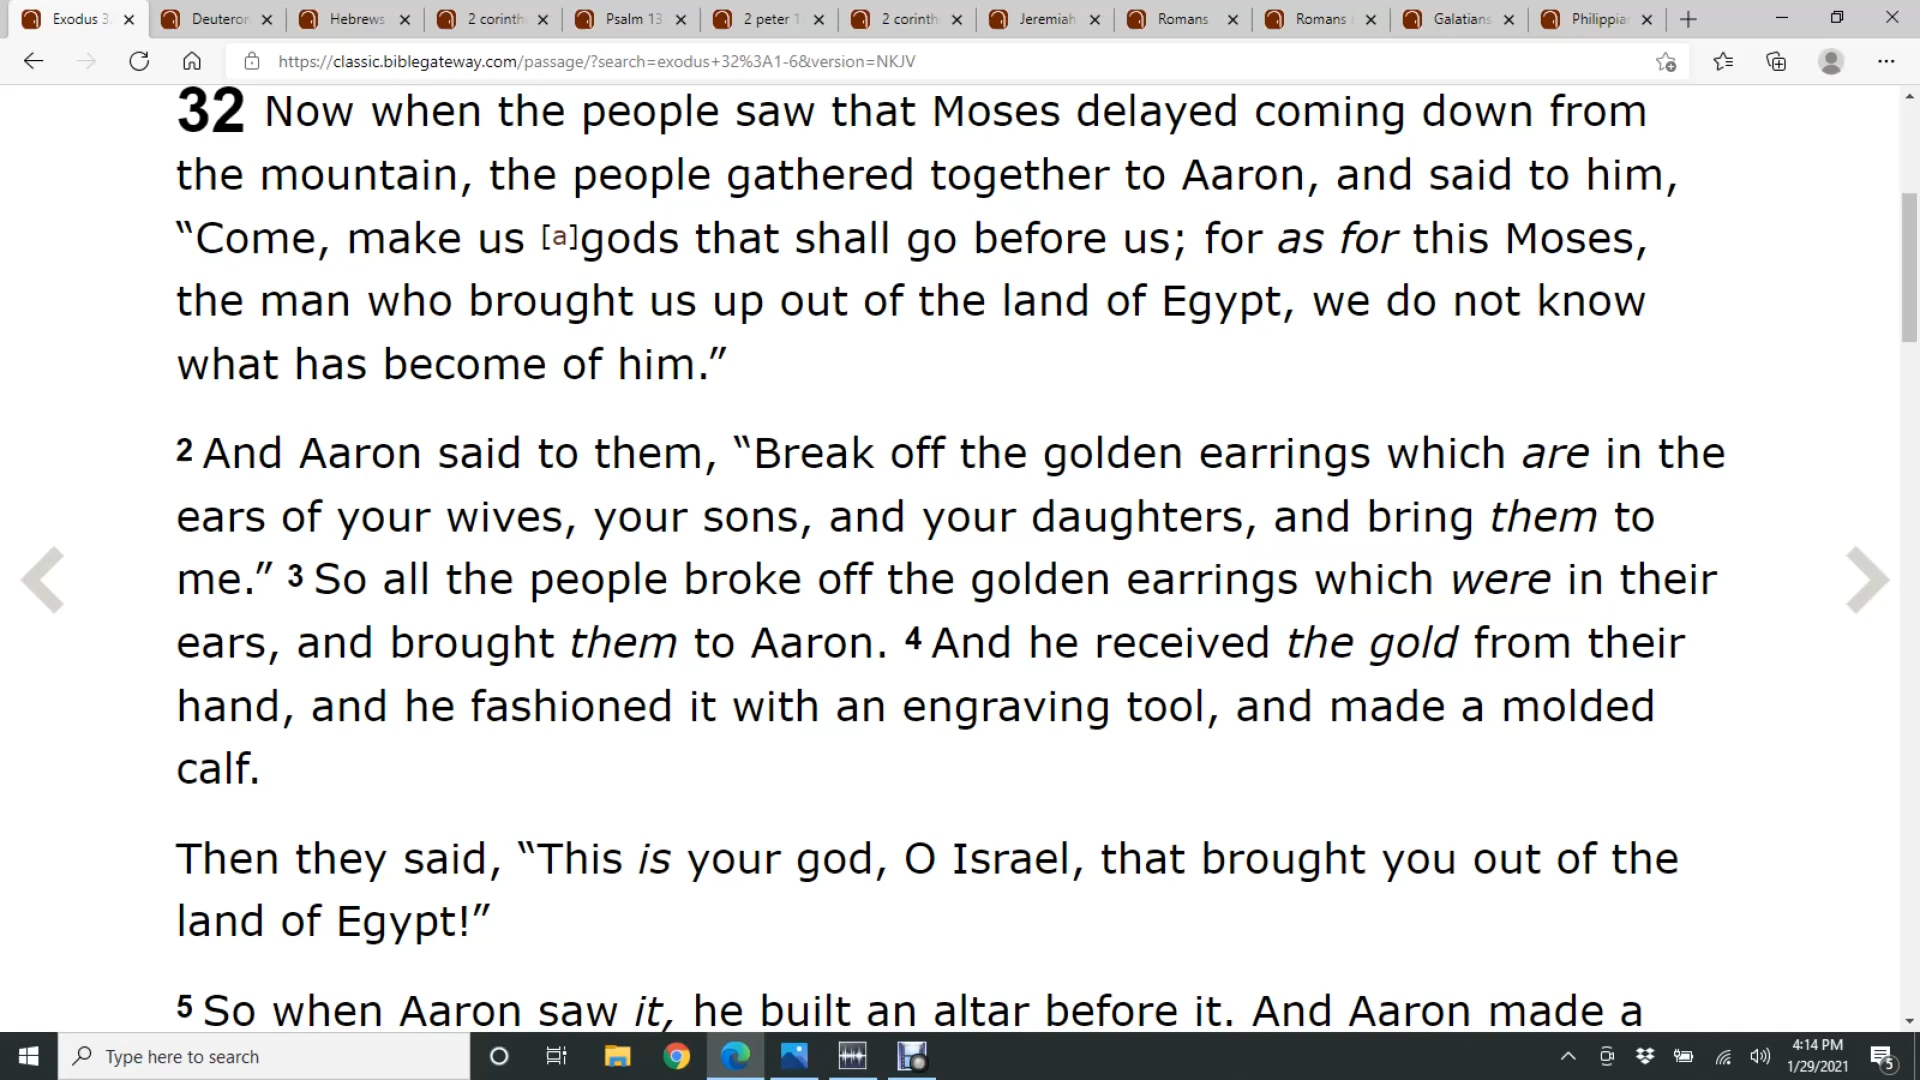 Exodus 3
Deuteron
Hebrews
2 corinth
Psalm 13
2 peter 1
2 corinth
Jeremiah
Romans
Romans
Galatians
Philippia
https://classic.biblegateway.com/passage/?search=exodus+32%3A1-6&version=NKJV
32 Now when the people saw that Moses delayed coming down from
the mountain, the people gathered together to Aaron, and said to him,
“Come, make us [a]gods that shall go before us; for as for this Moses,
the man who brought us up out of the land of Egypt, we do not know
what has become of him.”
2 And Aaron said to them, “Break off the golden earrings which are in the
ears of your wives, your sons, and your daughters, and bring them to
me.” 3 So all the people broke off the golden earrings which were in their
ears, and brought them to Aaron. 4 And he received the gold from their
hand, and he fashioned it with an engraving tool, and made a molded
calf.
Then they said, “This is your god, O Israel, that brought you out of the
land of Egypt!”
5 So when Aaron saw it, he built an altar before it. And Aaron made a
Type here to search
4:14 PM
1/29/2021
5